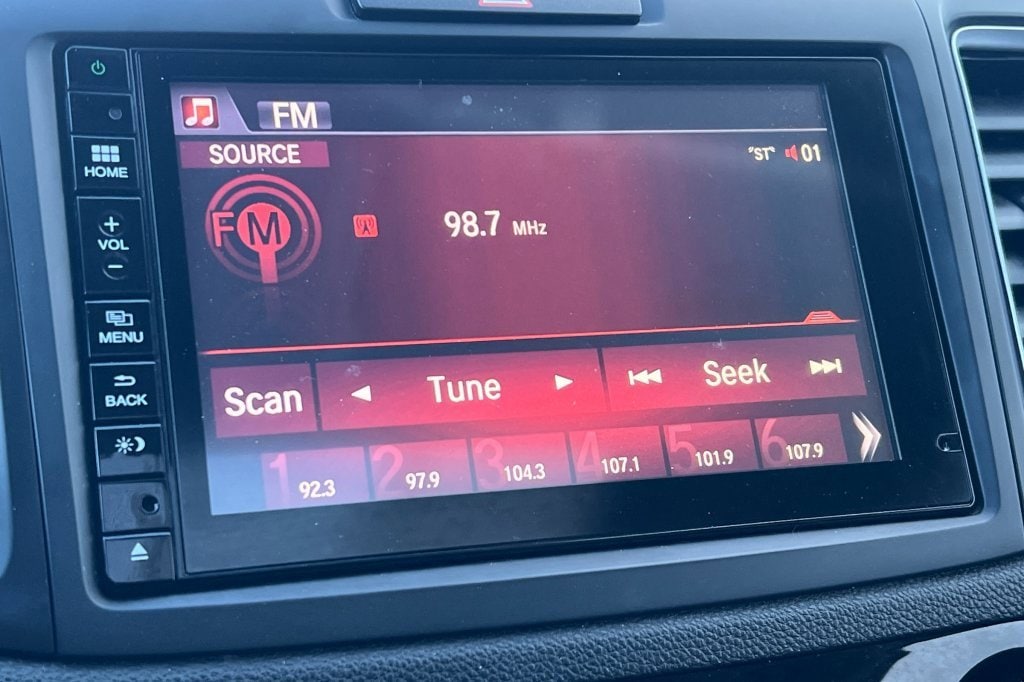 FM
SOURCE
"ST" 01
FM
98.7 MHz
HOME
+
VOL
−
MENU
BACK
Scan Tune Seek
1 92.3 2 97.9 3 104.3 4 107.1 5 101.9 6 107.9